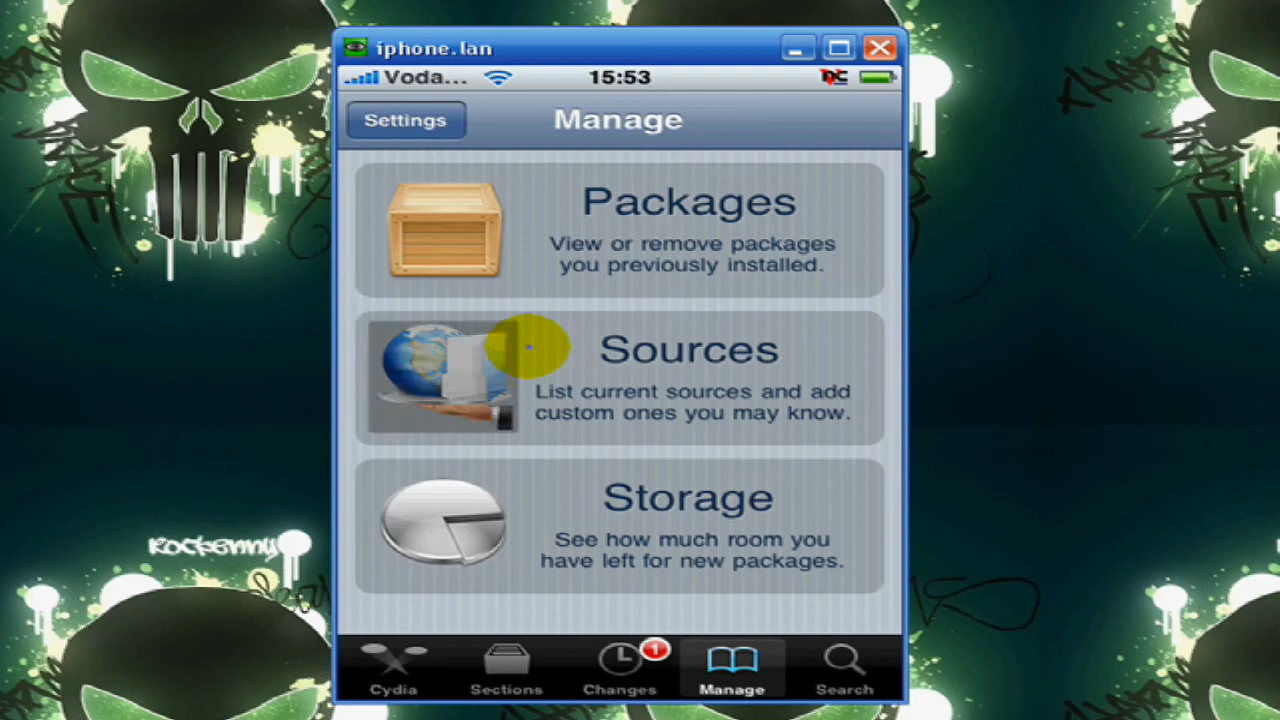 iphone.lan
Voda... 15:53
Settings
Manage
Packages
View or remove packages
you previously installed.
Sources
List current sources and add
custom ones you may know.
Storage
See how much room you
have left for new packages.
1
Cydia Sections Changes Manage Search